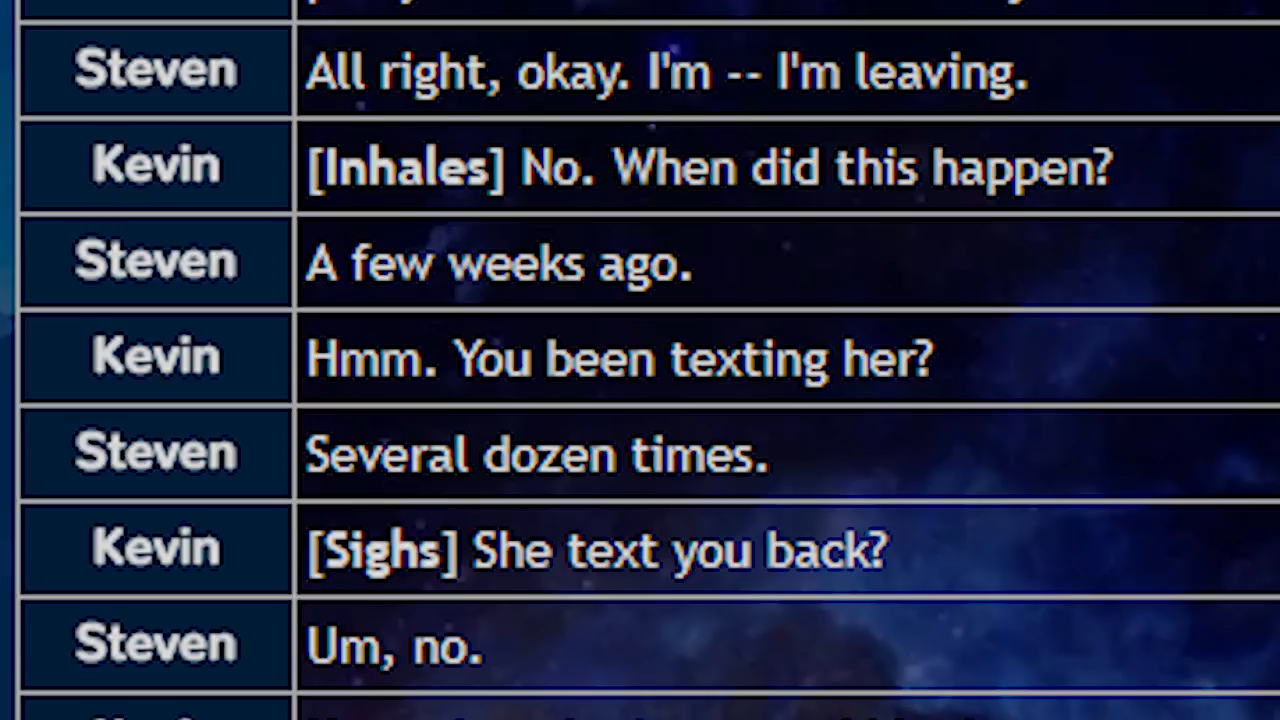 Steven All right, okay. I'm -- I'm leaving.
Kevin [Inhales] No. When did this happen?
Steven A few weeks ago.
Kevin Hmm. You been texting her?
Steven Several dozen times.
Kevin [Sighs] She text you back?
Steven Um, no.